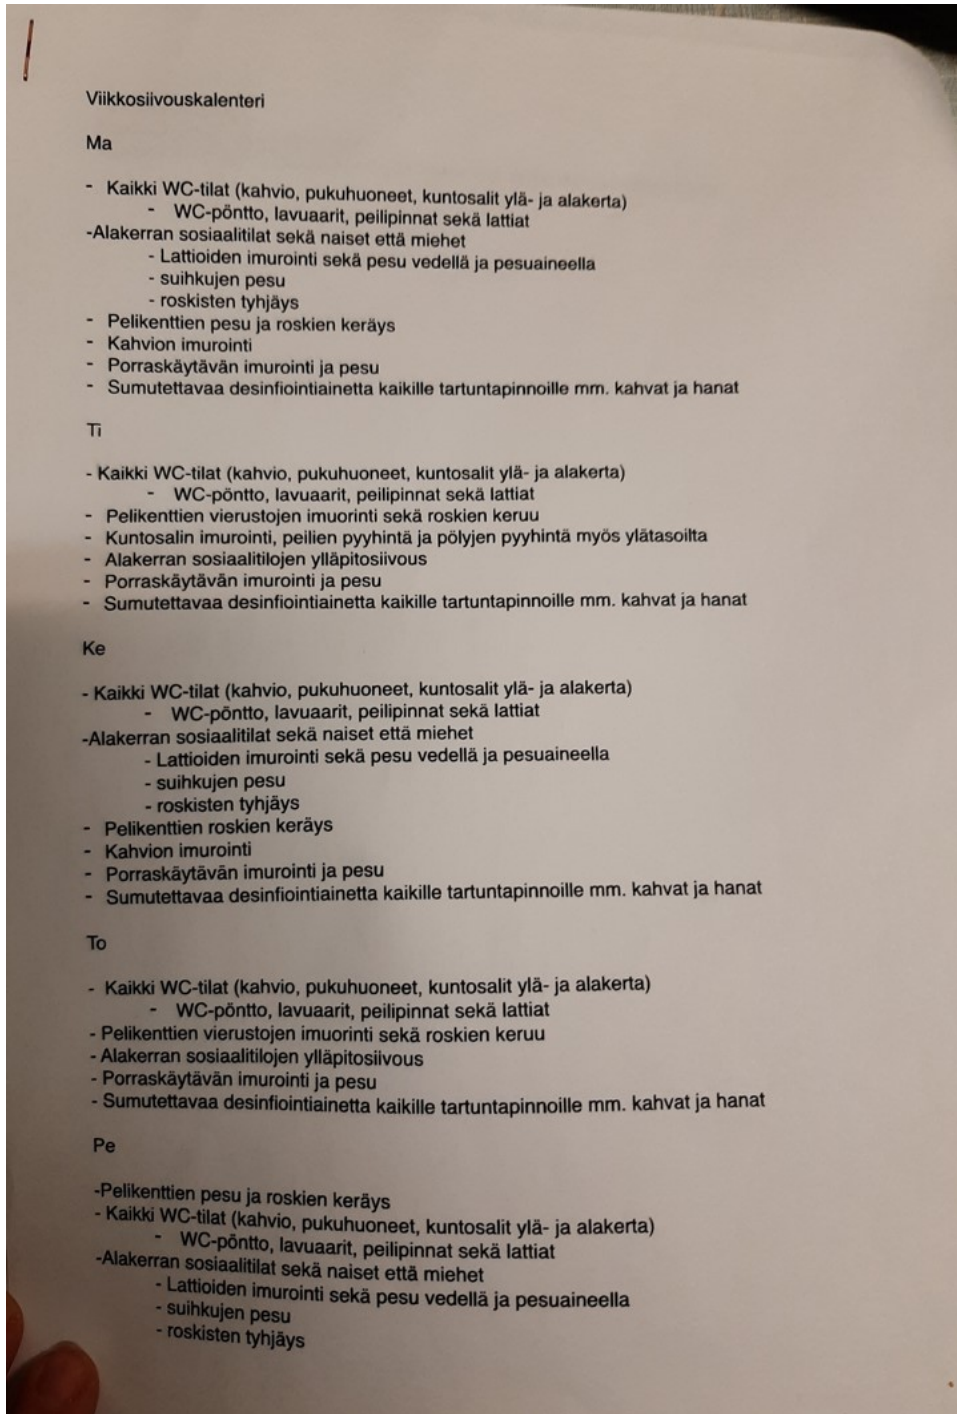 Viikkosiivouskalenteri
Ma
- Kaikki WC-tilat (kahvio, pukuhuoneet, kuntosalit ylä- ja alakerta)
- WC-pöntto, lavuaarit, peilipinnat sekä lattiat
-Alakerran sosiaalitilat sekä naiset että miehet
- Lattioiden imurointi sekä pesu vedellä ja pesuaineella
- suihkujen pesu
- roskisten tyhjäys
- Pelikenttien pesu ja roskien keräys
- Kahvion imurointi
- Porraskäytävän imurointi ja pesu
- Sumutettavaa desinfiointiainetta kaikille tartuntapinnoille mm. kahvat ja hanat
Ti
- Kaikki WC-tilat (kahvio, pukuhuoneet, kuntosalit ylä- ja alakerta)
- WC-pöntto, lavuaarit, peilipinnat sekä lattiat
- Pelikenttien vierustojen imuorinti sekä roskien keruu
- Kuntosalin imurointi, peilien pyyhintä ja pölyjen pyyhintä myös ylätasoilta
- Alakerran sosiaalitilojen ylläpitosiivous
- Porraskäytävän imurointi ja pesu
- Sumutettavaa desinfiointiainetta kaikille tartuntapinnoille mm. kahvat ja hanat
Ke
- Kaikki WC-tilat (kahvio, pukuhuoneet, kuntosalit ylä- ja alakerta)
- WC-pöntto, lavuaarit, peilipinnat sekä lattiat
-Alakerran sosiaalitilat sekä naiset että miehet
- Lattioiden imurointi sekä pesu vedellä ja pesuaineella
- suihkujen pesu
- roskisten tyhjäys
- Pelikenttien roskien keräys
- Kahvion imurointi
- Porraskäytävän imurointi ja pesu
- Sumutettavaa desinfiointiainetta kaikille tartuntapinnoille mm. kahvat ja hanat
To
- Kaikki WC-tilat (kahvio, pukuhuoneet, kuntosalit ylä- ja alakerta)
- WC-pöntto, lavuaarit, peilipinnat sekä lattiat
- Pelikenttien vierustojen imuorinti sekä roskien keruu
- Alakerran sosiaalitilojen ylläpitosiivous
- Porraskäytävän imurointi ja pesu
- Sumutettavaa desinfiointiainetta kaikille tartuntapinnoille mm. kahvat ja hanat
Pe
-Pelikenttien pesu ja roskien keräys
- Kaikki WC-tilat (kahvio, pukuhuoneet, kuntosalit ylä- ja alakerta)
- WC-pöntto, lavuaarit, peilipinnat sekä lattiat
-Alakerran sosiaalitilat sekä naiset että miehet
- Lattioiden imurointi sekä pesu vedellä ja pesuaineella
- suihkujen pesu
- roskisten tyhjäys